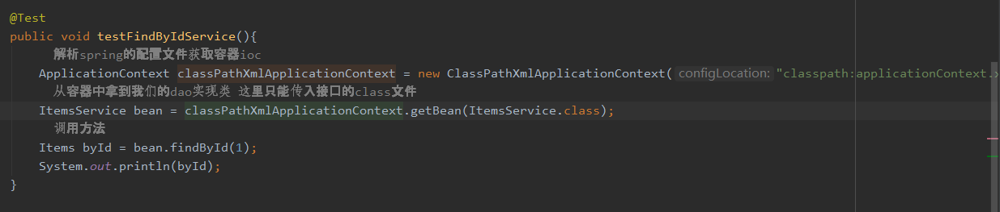 @Test
public void testFindByIdService(){
解析spring的配置文件获取容器ioc
ApplicationContext classPathXmlApplicationContext = new ClassPathXmlApplicationContext( configLocation: "classpath:applicationContext.x
从容器中拿到我们的dao实现类 这里只能传入接口的class文件
ItemsService bean = classPathXmlApplicationContext.getBean(ItemsService.class);
调用方法
Items byId = bean.findById(1);
System.out.println(byId);
}